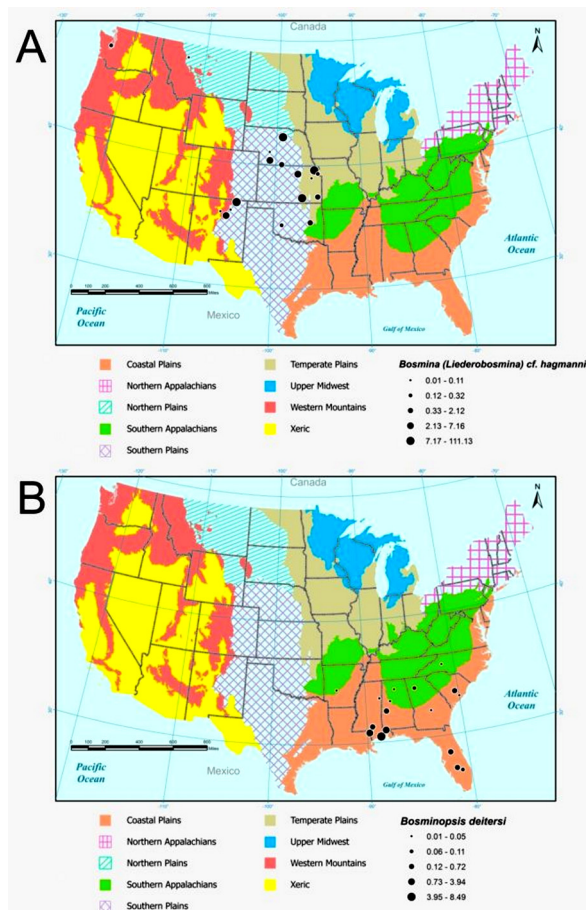 A
Canada
N
Atlantic
Ocean
Pacific
Ocean
Mexico
Gulf of Mexico
Coastal Plains
Northern Appalachians
Northern Plains
Southern Appalachians
Southern Plains
Temperate Plains
Upper Midwest
Western Mountains
Xeric
Bosmina (Liederobosmina) cf. hagmanni
0.01 - 0.11
0.12 - 0.32
0.33 - 2.12
2.13 - 7.16
7.17 - 111.13
B
Canada
N
Atlantic
Ocean
Pacific
Ocean
Mexico
Gulf of Mexico
Coastal Plains
Northern Appalachians
Northern Plains
Southern Appalachians
Southern Plains
Temperate Plains
Upper Midwest
Western Mountains
Xeric
Bosminopsis deitersi
0.01 - 0.05
0.06 - 0.11
0.12 - 0.72
0.73 - 3.94
3.95 - 8.49